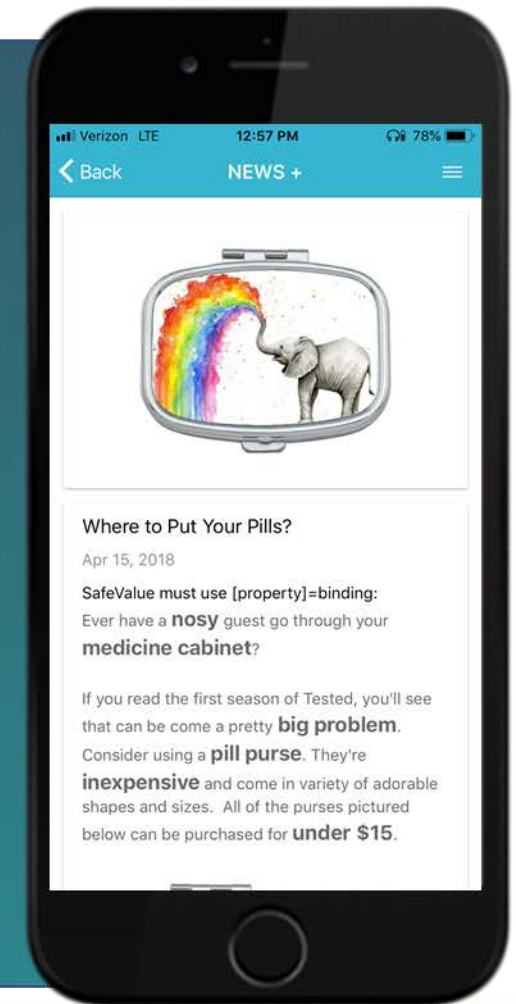 Verizon LTE 12:57 PM 78%
Back NEWS +
Where to Put Your Pills?
Apr 15, 2018
SafeValue must use [property]=binding:
Ever have a nosy guest go through your
medicine cabinet?
If you read the first season of Tested, you'll see
that can be come a pretty big problem.
Consider using a pill purse. They're
inexpensive and come in variety of adorable
shapes and sizes. All of the purses pictured
below can be purchased for under $15.